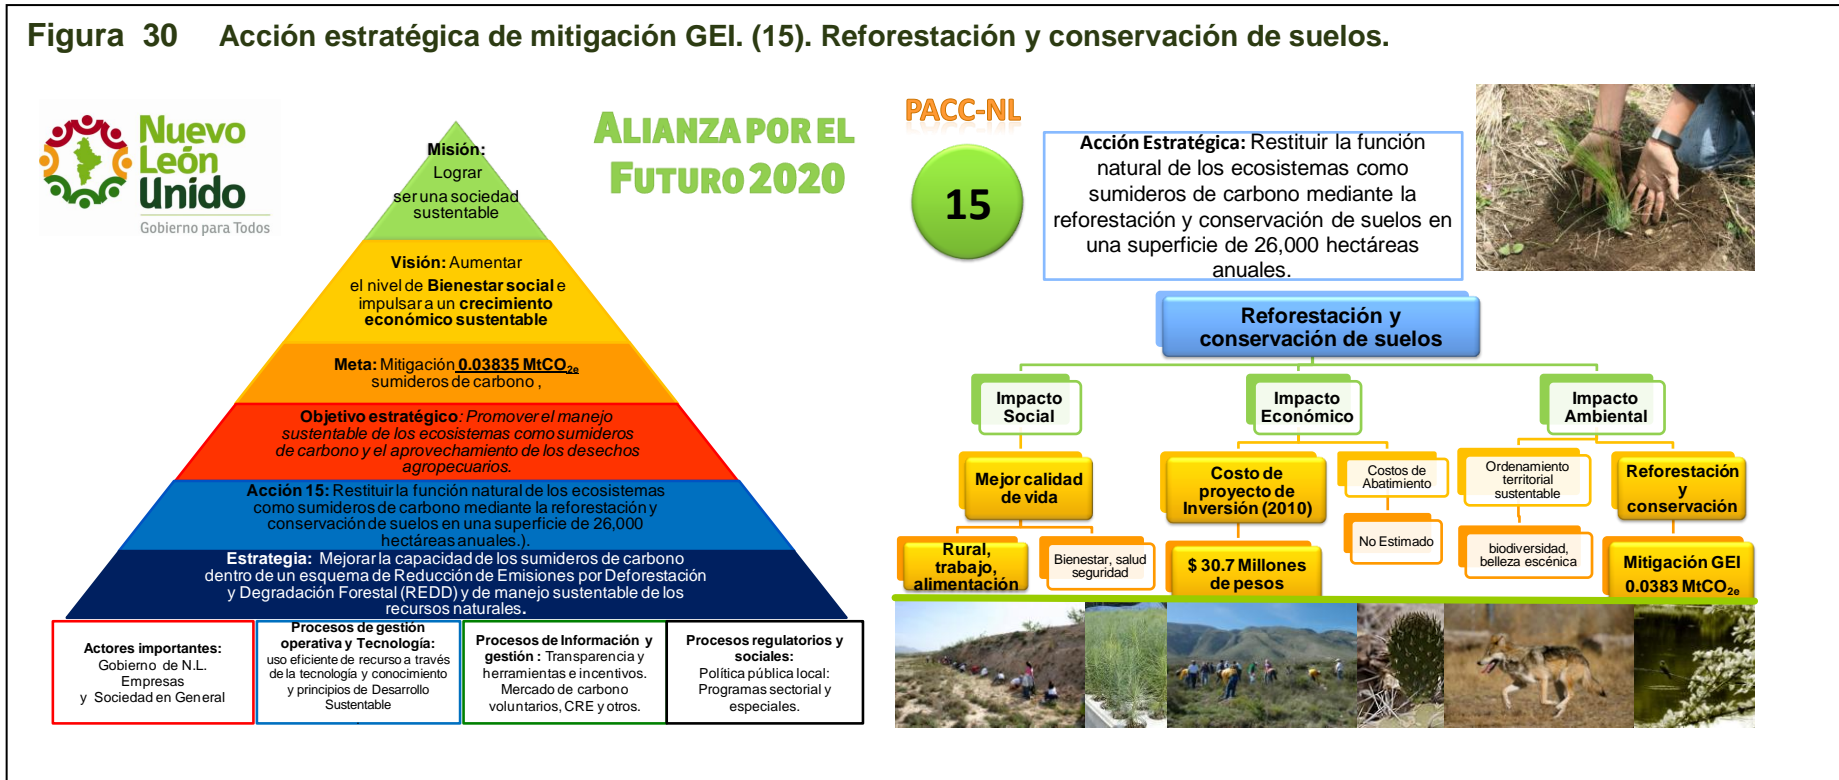 Figura 30 Acción estratégica de mitigación GEI. (15). Reforestación y conservación de suelos.
Nuevo
León
Unido
Gobierno para Todos
ALIANZA POR EL
FUTURO 2020
Misión:
Lograr
ser una sociedad
sustentable
Visión: Aumentar
el nivel de Bienestar social e
impulsar a un crecimiento
económico sustentable
Meta: Mitigación 0.03835 MtCO2e
sumideros de carbono ,
Objetivo estratégico: Promover el manejo
sustentable de los ecosistemas como sumideros
de carbono y el aprovechamiento de los desechos
agropecuarios.
Acción 15: Restituir la función natural de los ecosistemas
como sumideros de carbono mediante la reforestación y
conservación de suelos en una superficie de 26,000
hectáreas anuales.).
Estrategia: Mejorar la capacidad de los sumideros de carbono
dentro de un esquema de Reducción de Emisiones por Deforestación
y Degradación Forestal (REDD) y de manejo sustentable de los
recursos naturales.
Actores importantes:
Gobierno de N.L.
Empresas
y Sociedad en General
Procesos de gestión
operativa y Tecnología:
uso eficiente de recurso a través
de la tecnología y conocimiento
y principios de Desarrollo
Sustentable
Procesos de Información y
gestión : Transparencia y
herramientas e incentivos.
Mercado de carbono
voluntarios, CRE y otros.
Procesos regulatorios y
sociales:
Política pública local:
Programas sectorial y
especiales.
PACC-NL
15
Acción Estratégica: Restituir la función
natural de los ecosistemas como
sumideros de carbono mediante la
reforestación y conservación de suelos en
una superficie de 26,000 hectáreas
anuales.
Reforestación y
conservación de suelos
Impacto
Social
Mejor calidad
de vida
Rural,
trabajo,
alimentación
Bienestar, salud
seguridad
Impacto
Económico
Costo de
proyecto de
Inversión (2010)
$ 30.7 Millones
de pesos
Costos de
Abatimiento
No Estimado
Impacto
Ambiental
Ordenamiento
territorial
sustentable
biodiversidad,
belleza escénica
Reforestación
y
conservación
Mitigación GEI
0.0383 MtCO2e